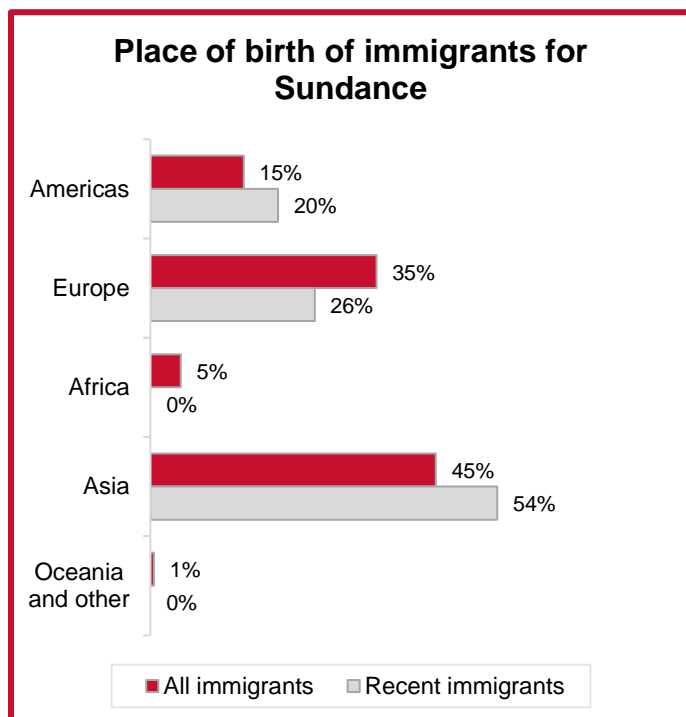 Place of birth of immigrants for
Sundance
Americas
15%
20%
Europe
35%
26%
Africa
5%
0%
Asia
45%
54%
Oceania
and other
1%
0%
All immigrants
Recent immigrants